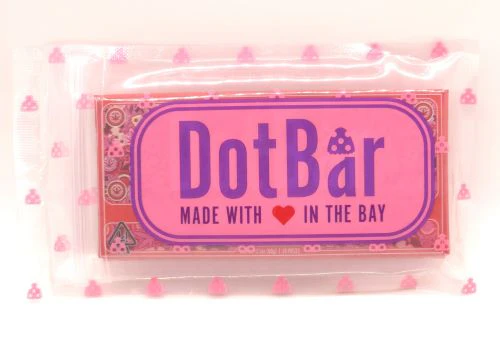 DotBar
MADE WITH ❤ IN THE BAY